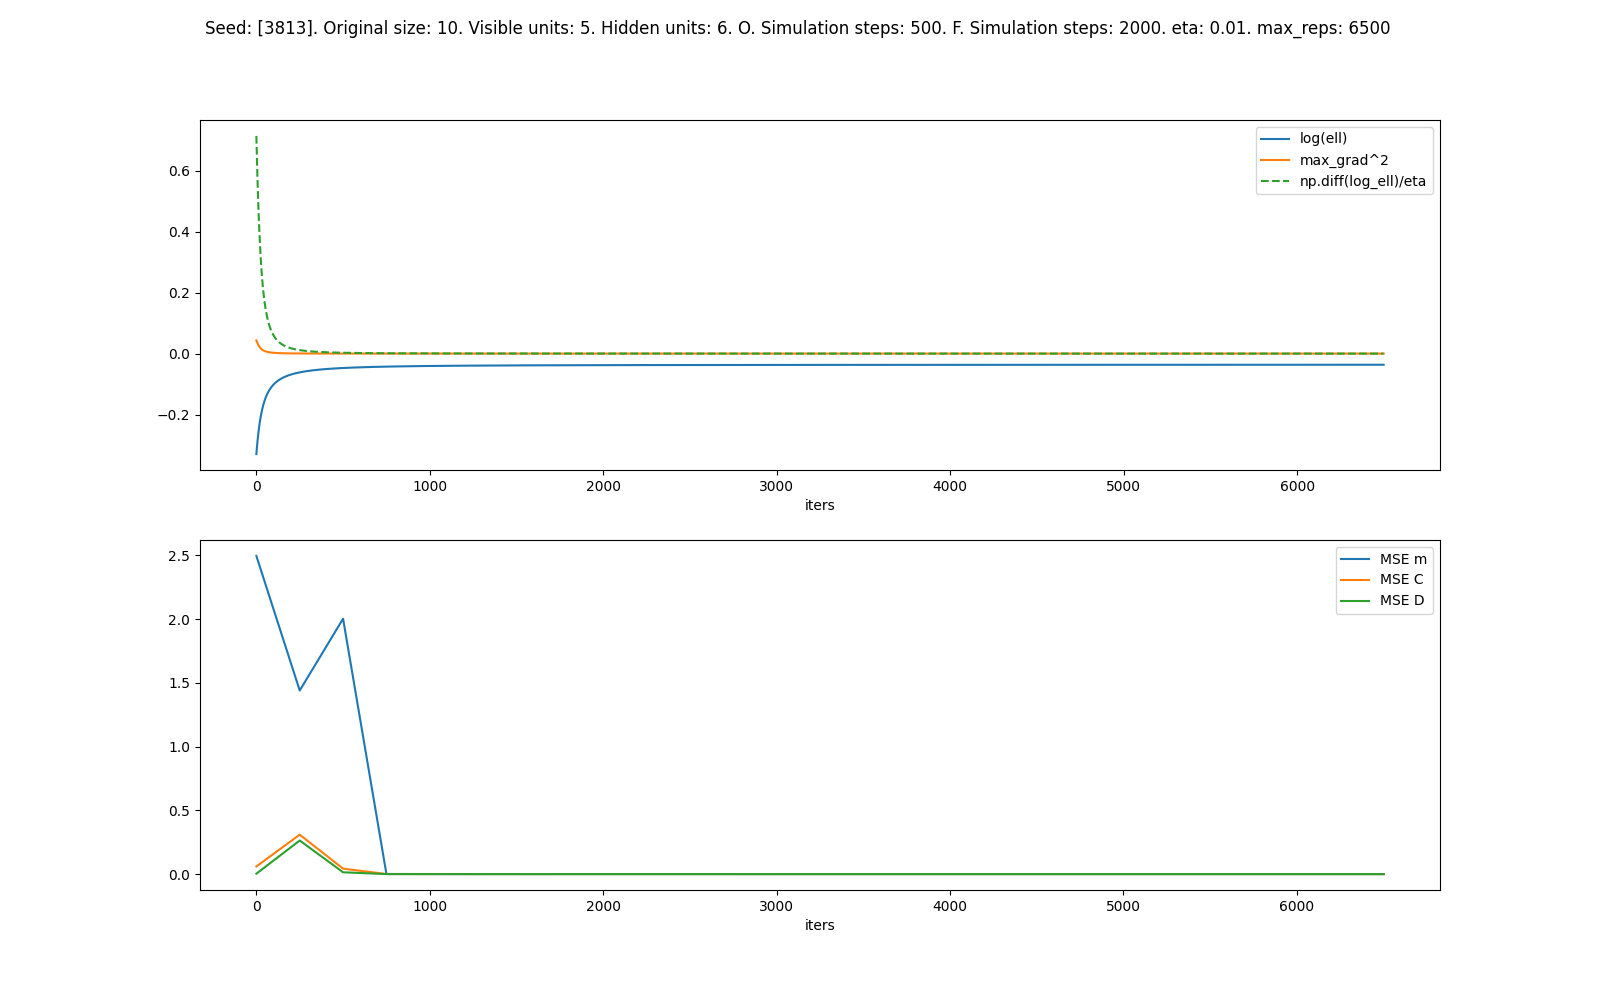 Seed: [3813]. Original size: 10. Visible units: 5. Hidden units: 6. O. Simulation steps: 500. F. Simulation steps: 2000. eta: 0.01. max_reps: 6500
log(ell)
max_grad^2
np.diff(log_ell)/eta
0.6
0.4
0.2
0.0
−0.2
0 1000 2000 3000 4000 5000 6000
iters
MSE m
MSE C
MSE D
2.5
2.0
1.5
1.0
0.5
0.0
0 1000 2000 3000 4000 5000 6000
iters